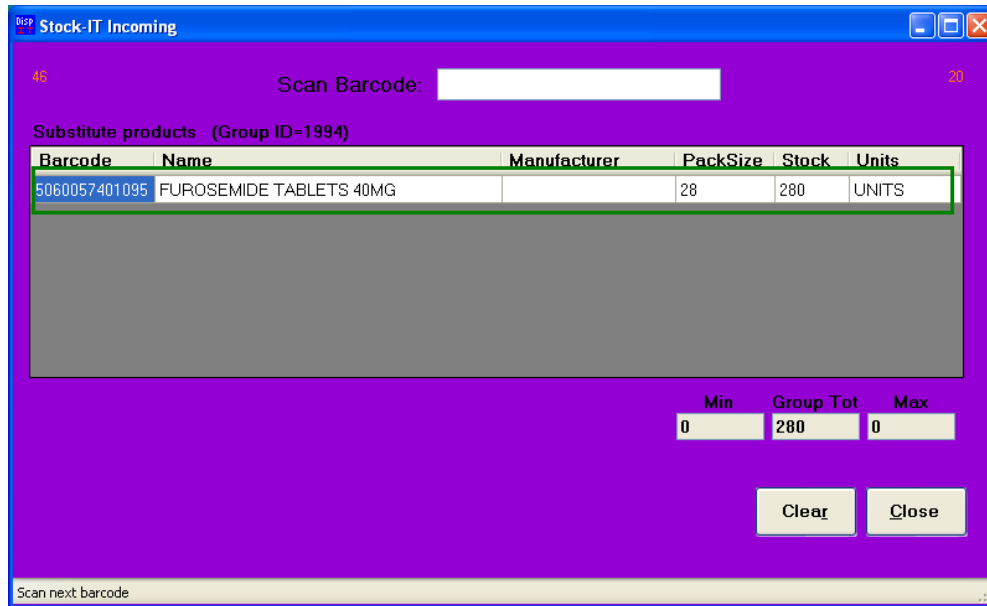 Disp Stock-IT Incoming
46 Scan Barcode: 20
Substitute products (Group ID=1994)
Barcode Name Manufacturer PackSize Stock Units
5060057401095 FUROSEMIDE TABLETS 40MG 28 280 UNITS
Min Group Tot Max
0 280 0
Clear Close
Scan next barcode